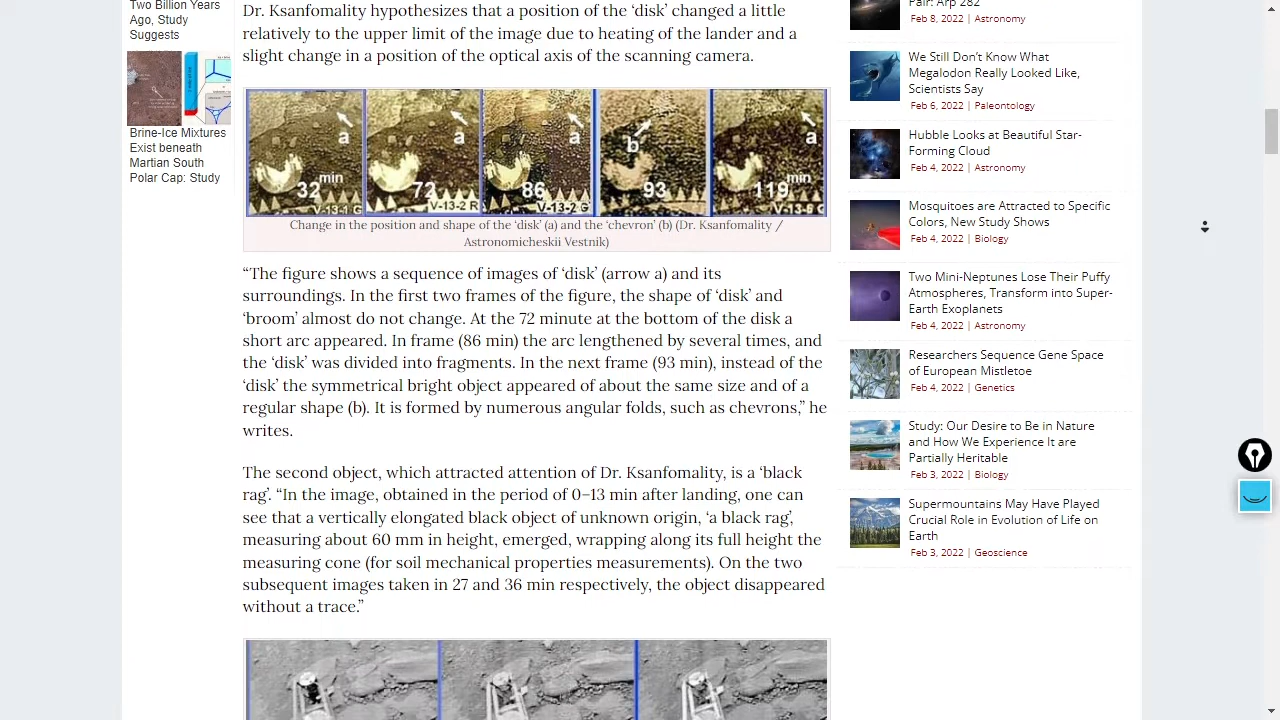 Two Billion Years
Ago, Study
Suggests
Brine-Ice Mixtures
Exist beneath
Martian South
Polar Cap: Study
Dr. Ksanfomality hypothesizes that a position of the ‘disk’ changed a little
relatively to the upper limit of the image due to heating of the lander and a
slight change in a position of the optical axis of the scanning camera.
a a a b a
32 min 72 86 93 119 min
V-13-1 G V-13-2 R V-13-2 G V-13-6 G
Change in the position and shape of the ‘disk’ (a) and the ‘chevron’ (b) (Dr. Ksanfomality /
Astronomicheskii Vestnik)
“The figure shows a sequence of images of ‘disk’ (arrow a) and its
surroundings. In the first two frames of the figure, the shape of ‘disk’ and
‘broom’ almost do not change. At the 72 minute at the bottom of the disk a
short arc appeared. In frame (86 min) the arc lengthened by several times, and
the ‘disk’ was divided into fragments. In the next frame (93 min), instead of the
‘disk’ the symmetrical bright object appeared of about the same size and of a
regular shape (b). It is formed by numerous angular folds, such as chevrons,” he
writes.
The second object, which attracted attention of Dr. Ksanfomality, is a ‘black
rag’. “In the image, obtained in the period of 0–13 min after landing, one can
see that a vertically elongated black object of unknown origin, ‘a black rag’,
measuring about 60 mm in height, emerged, wrapping along its full height the
measuring cone (for soil mechanical properties measurements). On the two
subsequent images taken in 27 and 36 min respectively, the object disappeared
without a trace.”
Pair: Arp 282
Feb 8, 2022 | Astronomy
We Still Don’t Know What
Megalodon Really Looked Like,
Scientists Say
Feb 6, 2022 | Paleontology
Hubble Looks at Beautiful Star-
Forming Cloud
Feb 4, 2022 | Astronomy
Mosquitoes are Attracted to Specific
Colors, New Study Shows
Feb 4, 2022 | Biology
Two Mini-Neptunes Lose Their Puffy
Atmospheres, Transform into Super-
Earth Exoplanets
Feb 4, 2022 | Astronomy
Researchers Sequence Gene Space
of European Mistletoe
Feb 4, 2022 | Genetics
Study: Our Desire to Be in Nature
and How We Experience It are
Partially Heritable
Feb 3, 2022 | Biology
Supermountains May Have Played
Crucial Role in Evolution of Life on
Earth
Feb 3, 2022 | Geoscience